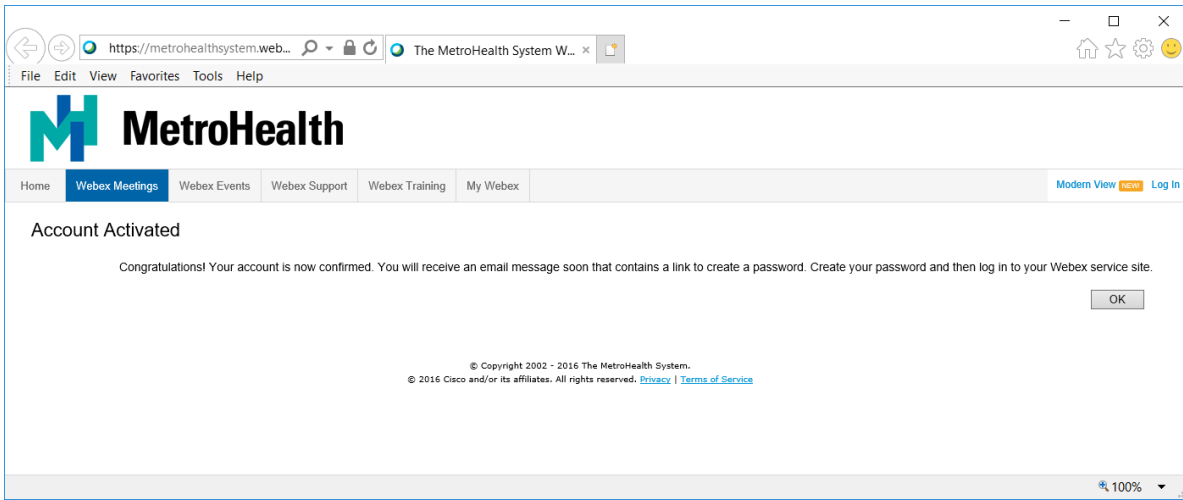 https://metrohealthsystem.web... The MetroHealth System W... ×
File Edit View Favorites Tools Help
MetroHealth
Home Webex Meetings Webex Events Webex Support Webex Training My Webex Modern View NEW! Log In
Account Activated
Congratulations! Your account is now confirmed. You will receive an email message soon that contains a link to create a password. Create your password and then log in to your Webex service site.
OK
© Copyright 2002 - 2016 The MetroHealth System.
© 2016 Cisco and/or its affiliates. All rights reserved. Privacy | Terms of Service
100%